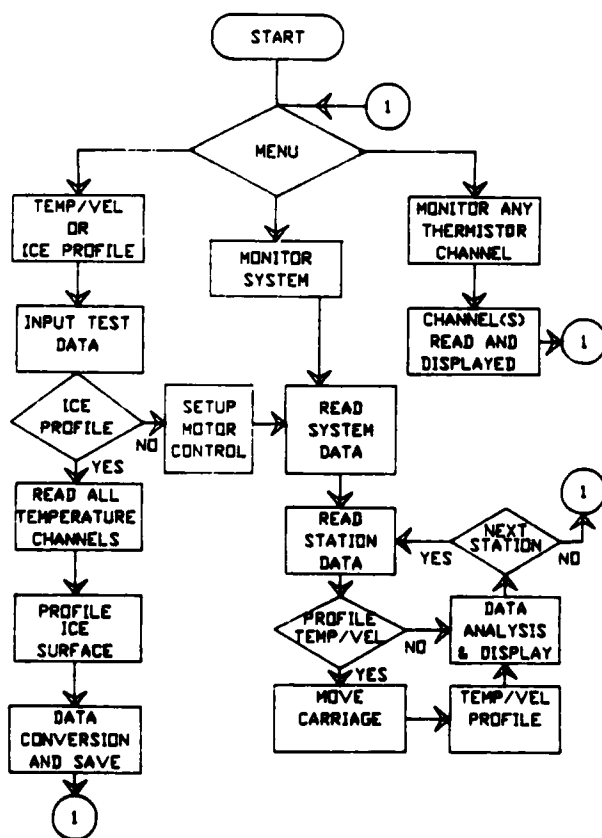 START
1
MENU
TEMP/VEL
OR
ICE PROFILE
MONITOR
SYSTEM
MONITOR ANY
THERMISTOR
CHANNEL
INPUT TEST
DATA
CHANNEL(S)
READ AND
DISPLAYED
1
ICE
PROFILE
NO
YES
SETUP
MOTOR
CONTROL
READ
SYSTEM
DATA
READ ALL
TEMPERATURE
CHANNELS
READ
STATION
DATA
YES
NEXT
STATION
NO
1
PROFILE
ICE
SURFACE
PROFILE
TEMP/VEL
NO
YES
DATA
ANALYSIS
& DISPLAY
DATA
CONVERSION
AND SAVE
MOVE
CARRIAGE
TEMP/VEL
PROFILE
1